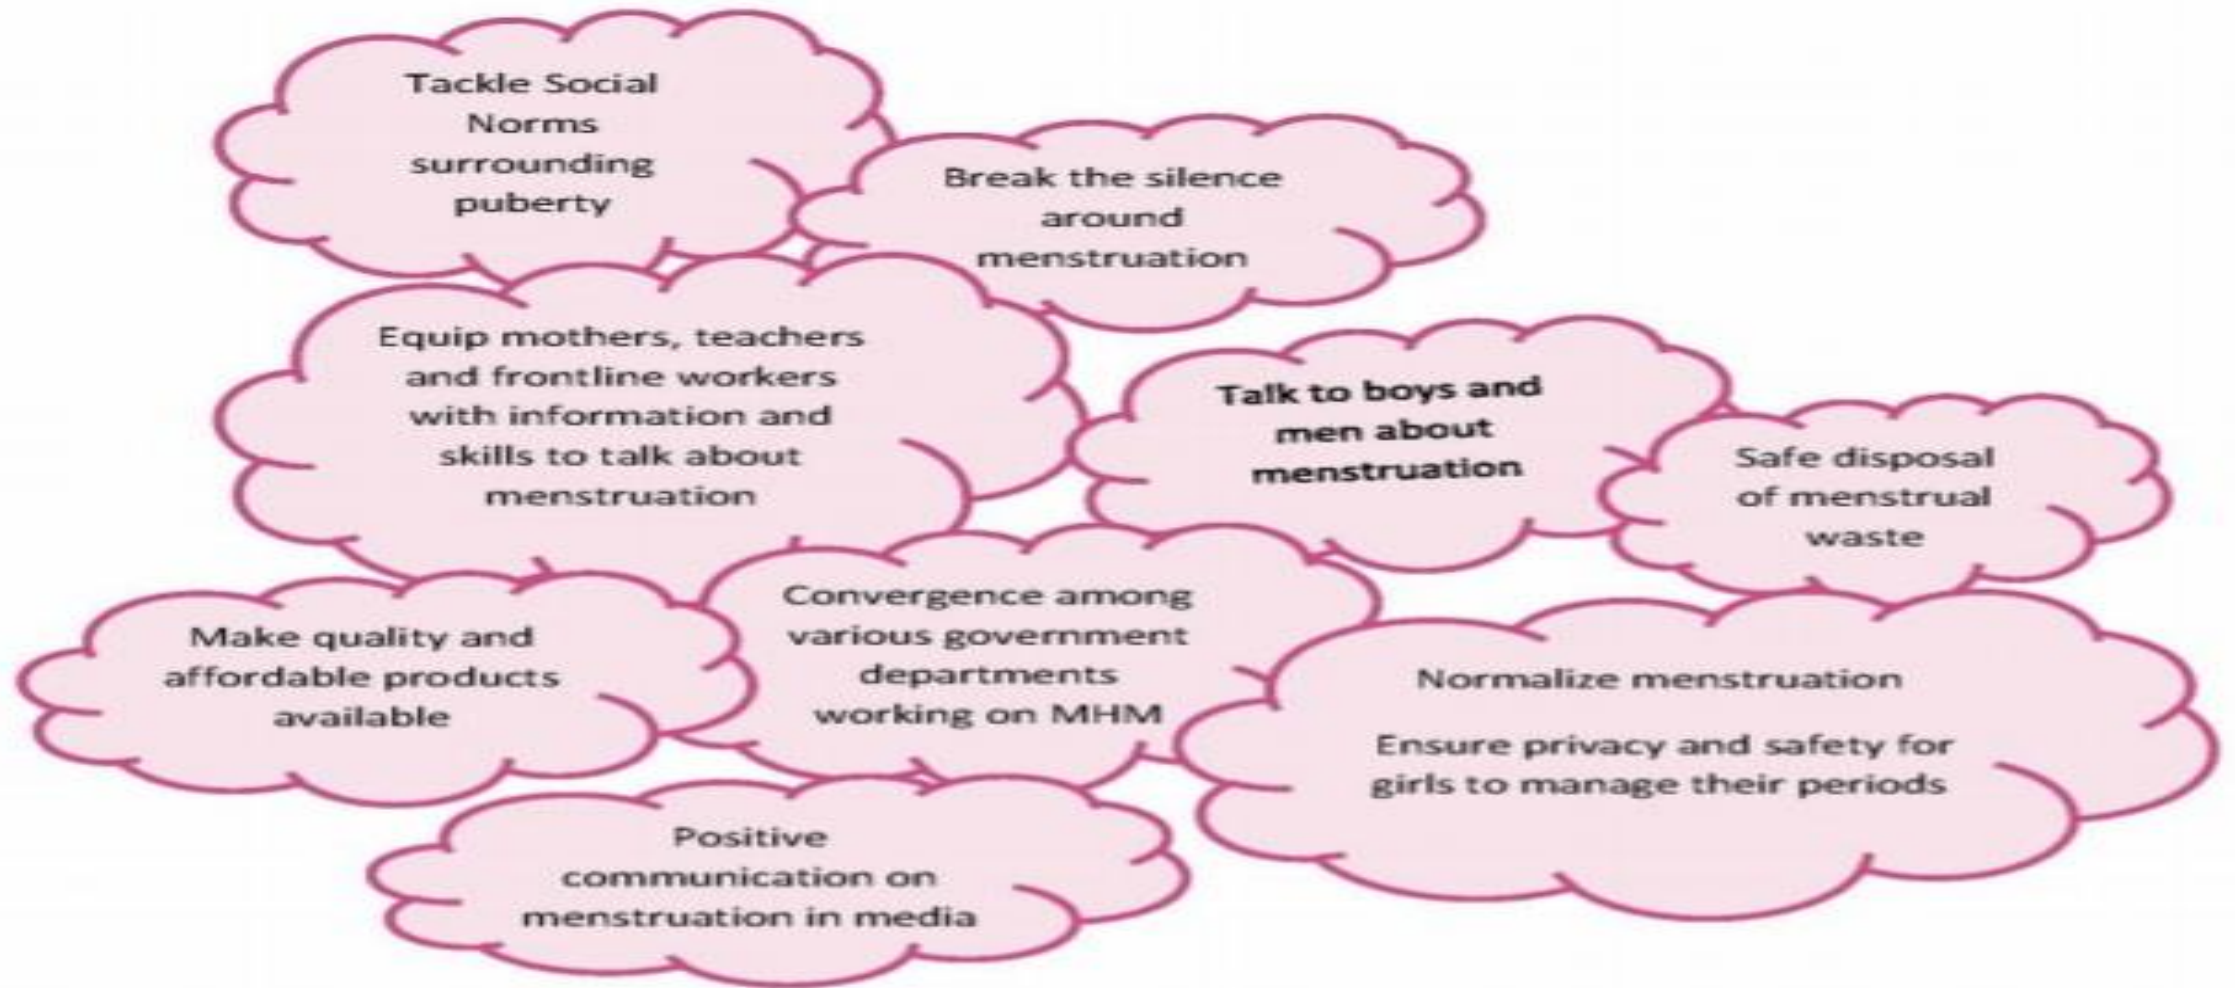 Tackle Social
Norms
surrounding
puberty
Break the silence
around
menstruation
Equip mothers, teachers
and frontline workers
with information and
skills to talk about
menstruation
Talk to boys and
men about
menstruation
Safe disposal
of menstrual
waste
Make quality and
affordable products
available
Convergence among
various government
departments
working on MHM
Normalize menstruation
Ensure privacy and safety for
girls to manage their periods
Positive
communication on
menstruation in media